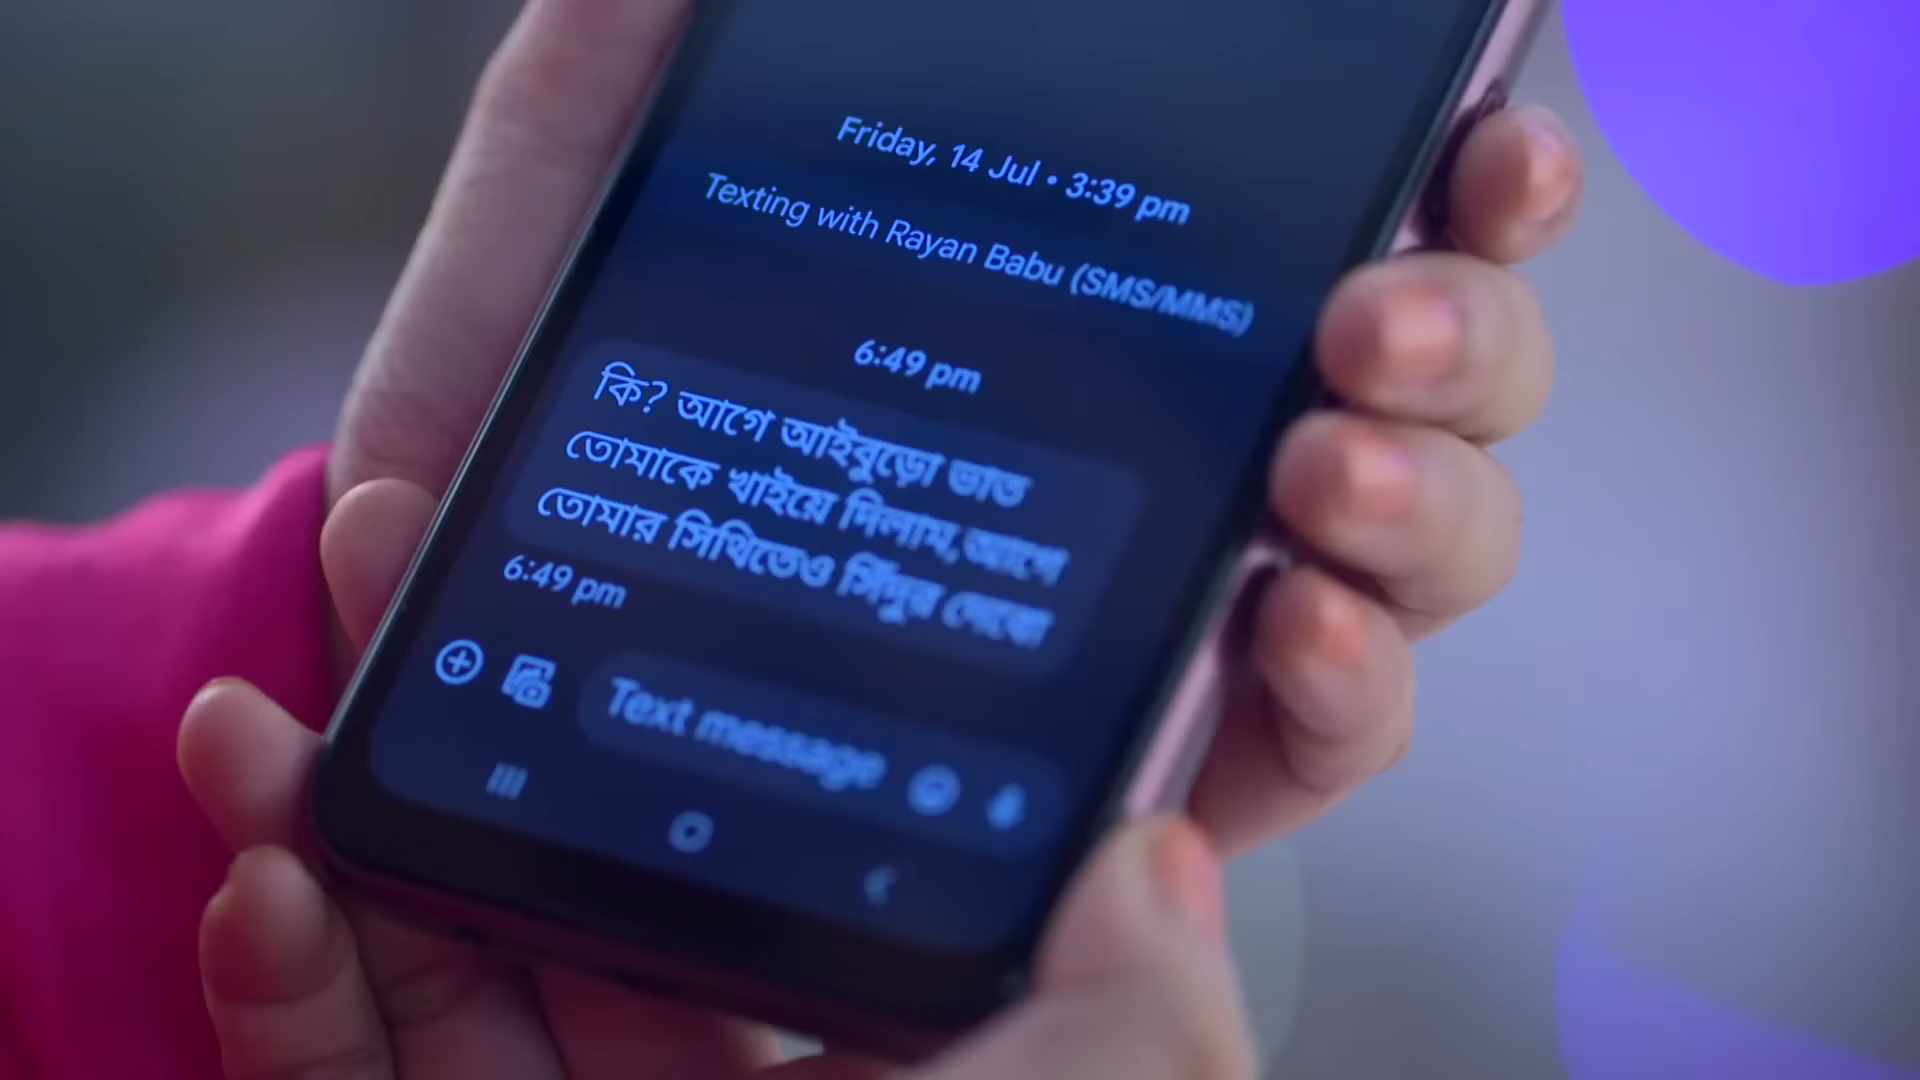 Friday, 14 Jul • 3:39 pm
Texting with Rayan Babu (SMS/MMS)
6:49 pm
কি? আগে আইবুড়ো ভাত
তোমাকে খাইয়ে দিলাম,আগে
তোমার সিথিতেও সিঁদুর দেবো
6:49 pm
Text message